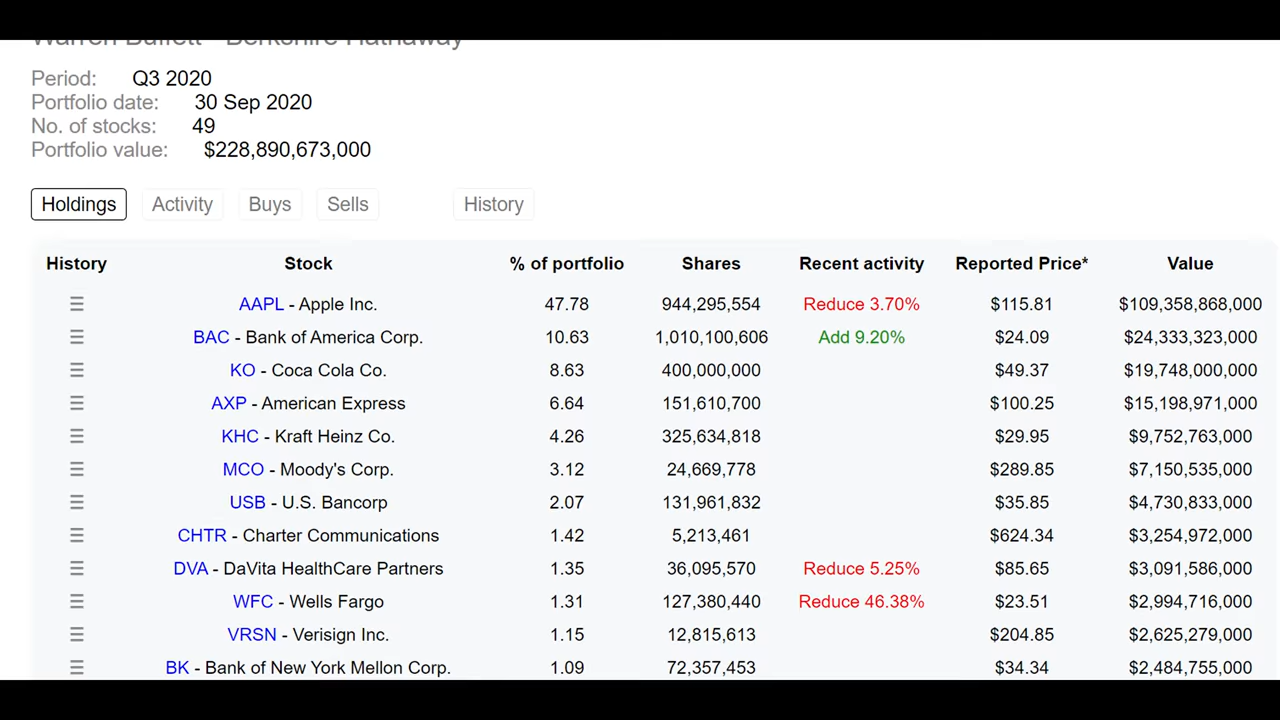 Warren Buffett - Berkshire Hathaway
Period: Q3 2020
Portfolio date: 30 Sep 2020
No. of stocks: 49
Portfolio value: $228,890,673,000
Holdings Activity Buys Sells History
History Stock % of portfolio Shares Recent activity Reported Price* Value
AAPL - Apple Inc. 47.78 944,295,554 Reduce 3.70% $115.81 $109,358,868,000
BAC - Bank of America Corp. 10.63 1,010,100,606 Add 9.20% $24.09 $24,333,323,000
KO - Coca Cola Co. 8.63 400,000,000 $49.37 $19,748,000,000
AXP - American Express 6.64 151,610,700 $100.25 $15,198,971,000
KHC - Kraft Heinz Co. 4.26 325,634,818 $29.95 $9,752,763,000
MCO - Moody's Corp. 3.12 24,669,778 $289.85 $7,150,535,000
USB - U.S. Bancorp 2.07 131,961,832 $35.85 $4,730,833,000
CHTR - Charter Communications 1.42 5,213,461 $624.34 $3,254,972,000
DVA - DaVita HealthCare Partners 1.35 36,095,570 Reduce 5.25% $85.65 $3,091,586,000
WFC - Wells Fargo 1.31 127,380,440 Reduce 46.38% $23.51 $2,994,716,000
VRSN - Verisign Inc. 1.15 12,815,613 $204.85 $2,625,279,000
BK - Bank of New York Mellon Corp. 1.09 72,357,453 $34.34 $2,484,755,000